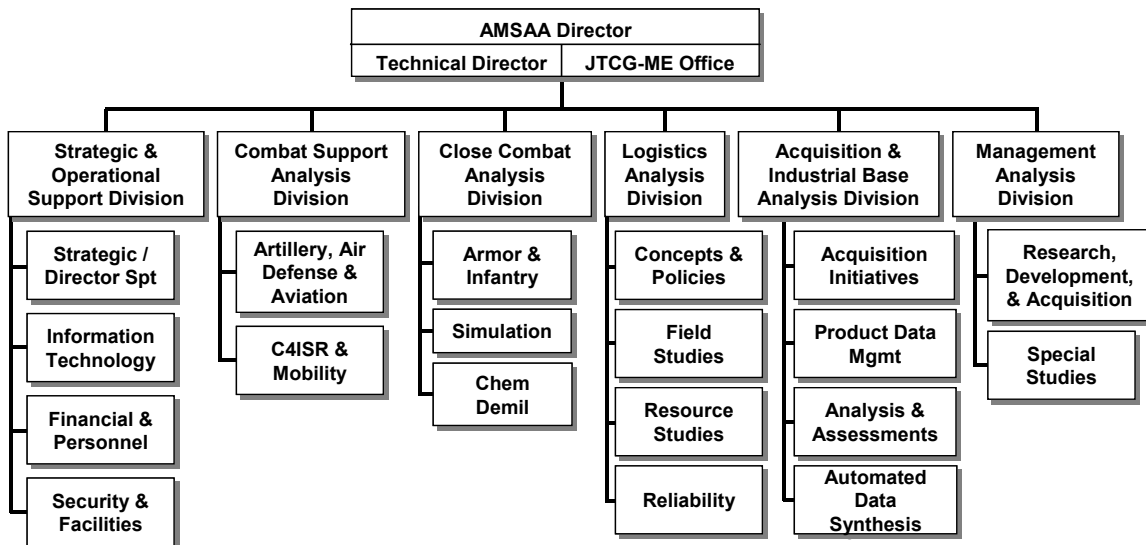 AMSAA Director
Technical Director
JTCG-ME Office
Strategic &
Operational
Support Division
Combat Support
Analysis
Division
Close Combat
Analysis
Division
Logistics
Analysis
Division
Acquisition &
Industrial Base
Analysis Division
Management
Analysis
Division
Strategic /
Director Spt
Information
Technology
Financial &
Personnel
Security &
Facilities
Artillery, Air
Defense &
Aviation
C4ISR &
Mobility
Armor &
Infantry
Simulation
Chem
Demil
Concepts &
Policies
Field
Studies
Resource
Studies
Reliability
Acquisition
Initiatives
Product Data
Mgmt
Analysis &
Assessments
Automated
Data
Synthesis
Research,
Development,
& Acquisition
Special
Studies